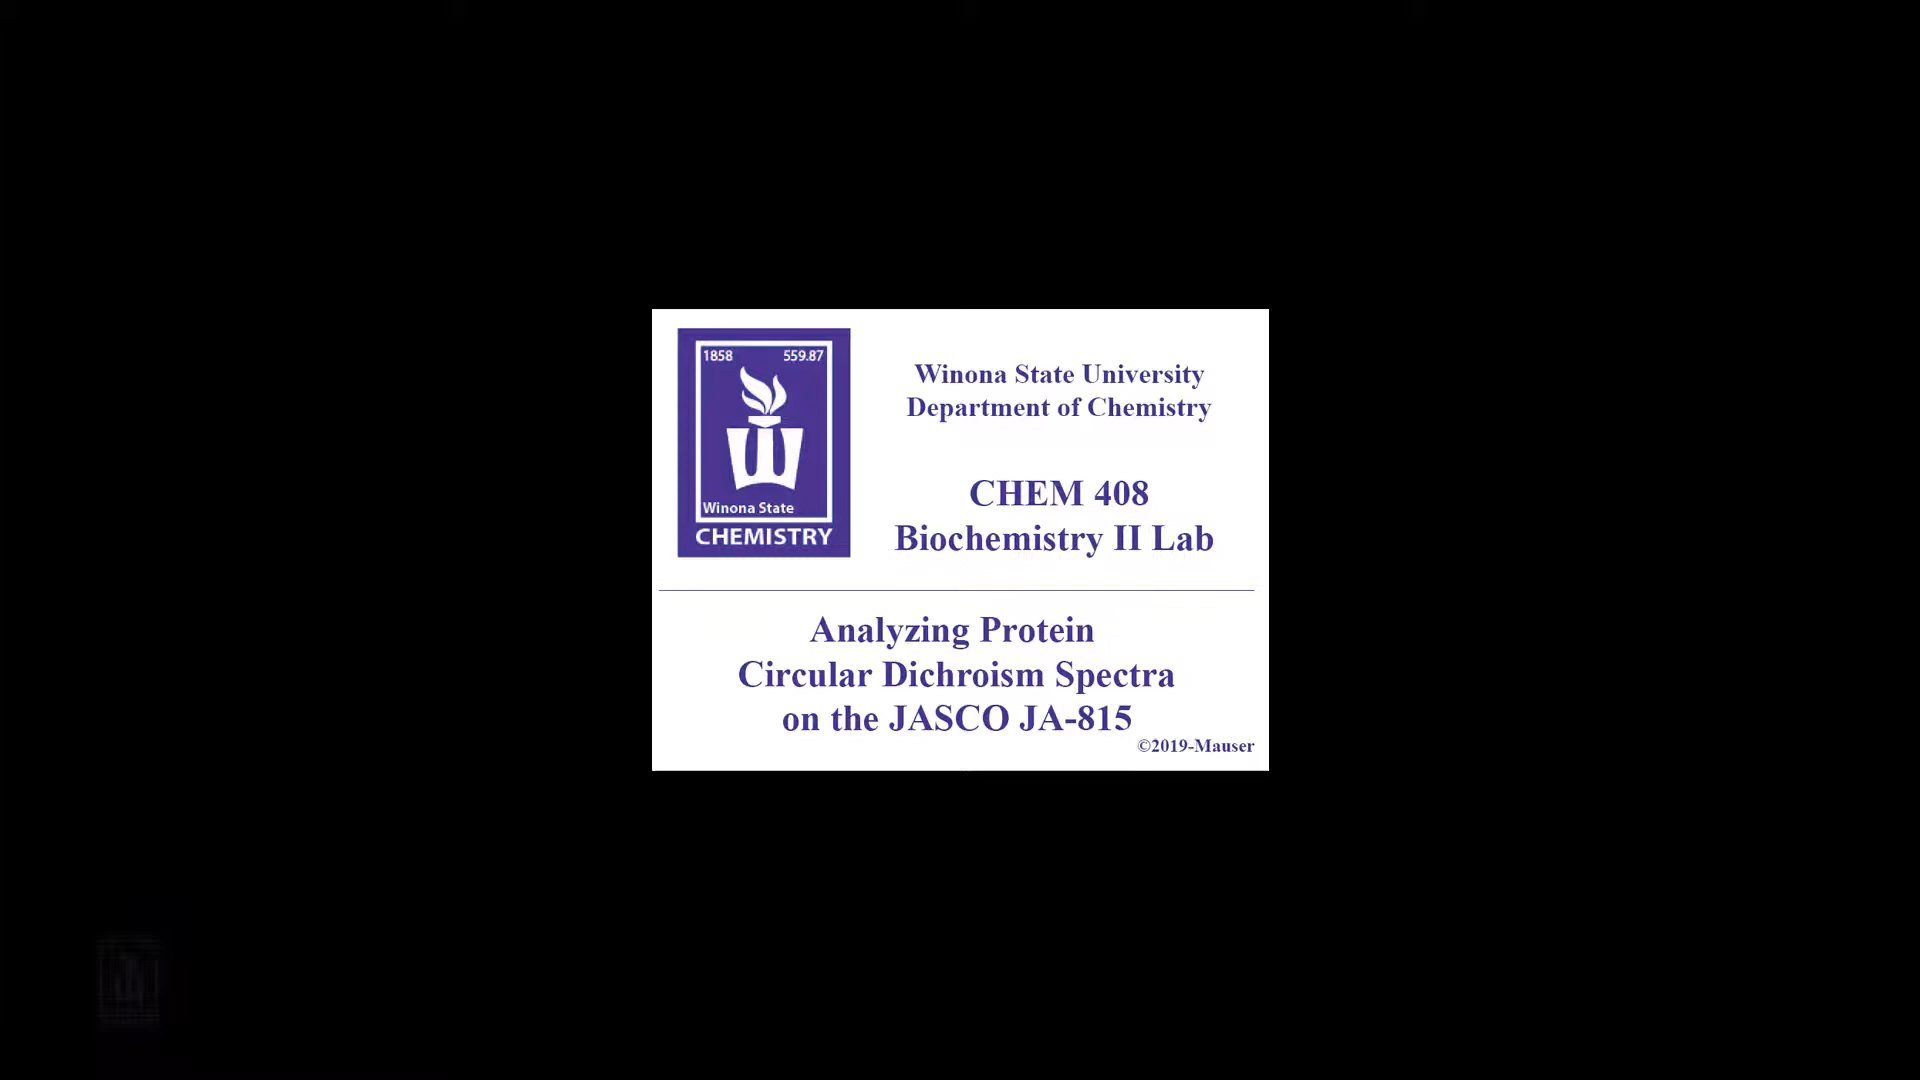 1858 559.87
Winona State
CHEMISTRY
Winona State University
Department of Chemistry
CHEM 408
Biochemistry II Lab
Analyzing Protein
Circular Dichroism Spectra
on the JASCO JA-815
©2019-Mauser